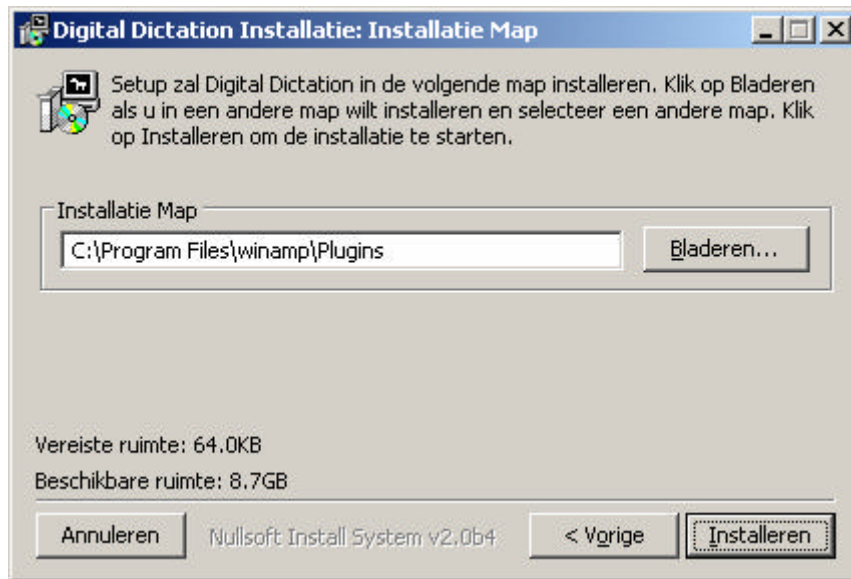 Digital Dictation Installatie: Installatie Map
Setup zal Digital Dictation in de volgende map installeren. Klik op Bladeren
als u in een andere map wilt installeren en selecteer een andere map. Klik
op Installeren om de installatie te starten.
Installatie Map
C:\Program Files\winamp\Plugins
Bladeren...
Vereiste ruimte: 64.0KB
Beschikbare ruimte: 8.7GB
Annuleren
Nullsoft Install System v2.0b4
< Vorige
Installeren